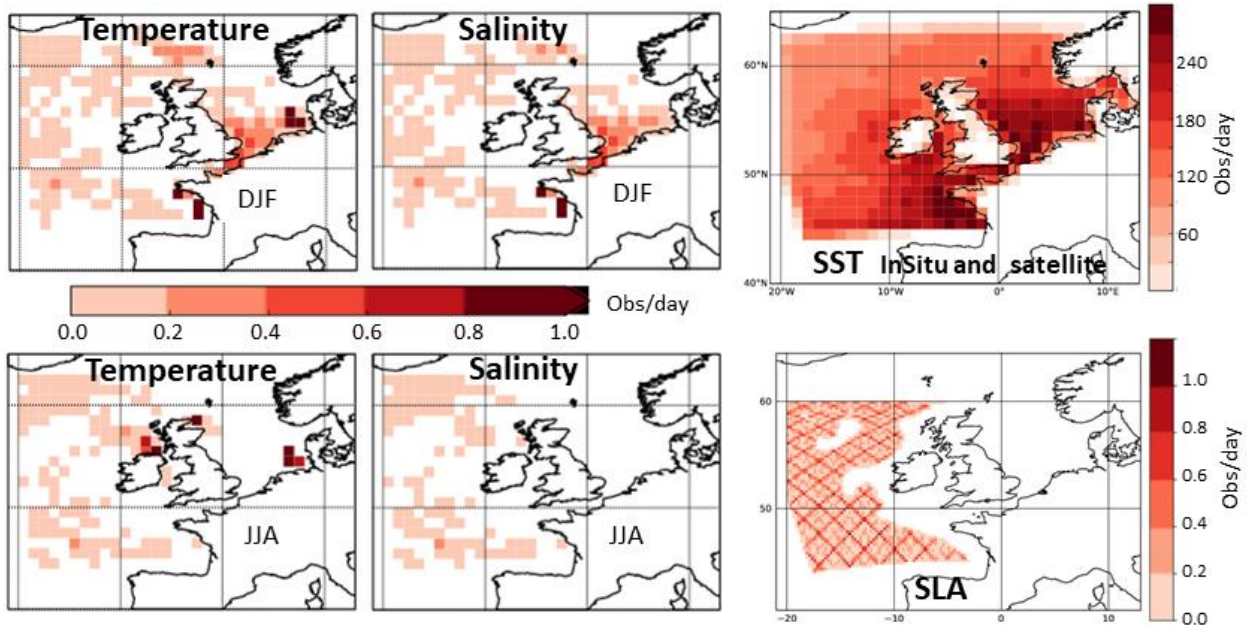 Temperature
DJF
Salinity
DJF
60°N
50°N
40°N
20°W
10°W
0°
10°E
SST InSitu and satellite
240
180
120
60
Obs/day
0.0
0.2
0.4
0.6
0.8
1.0
Obs/day
Temperature
JJA
Salinity
JJA
60
50
−20
−10
0
10
SLA
1.0
0.8
0.6
0.4
0.2
0.0
Obs/day